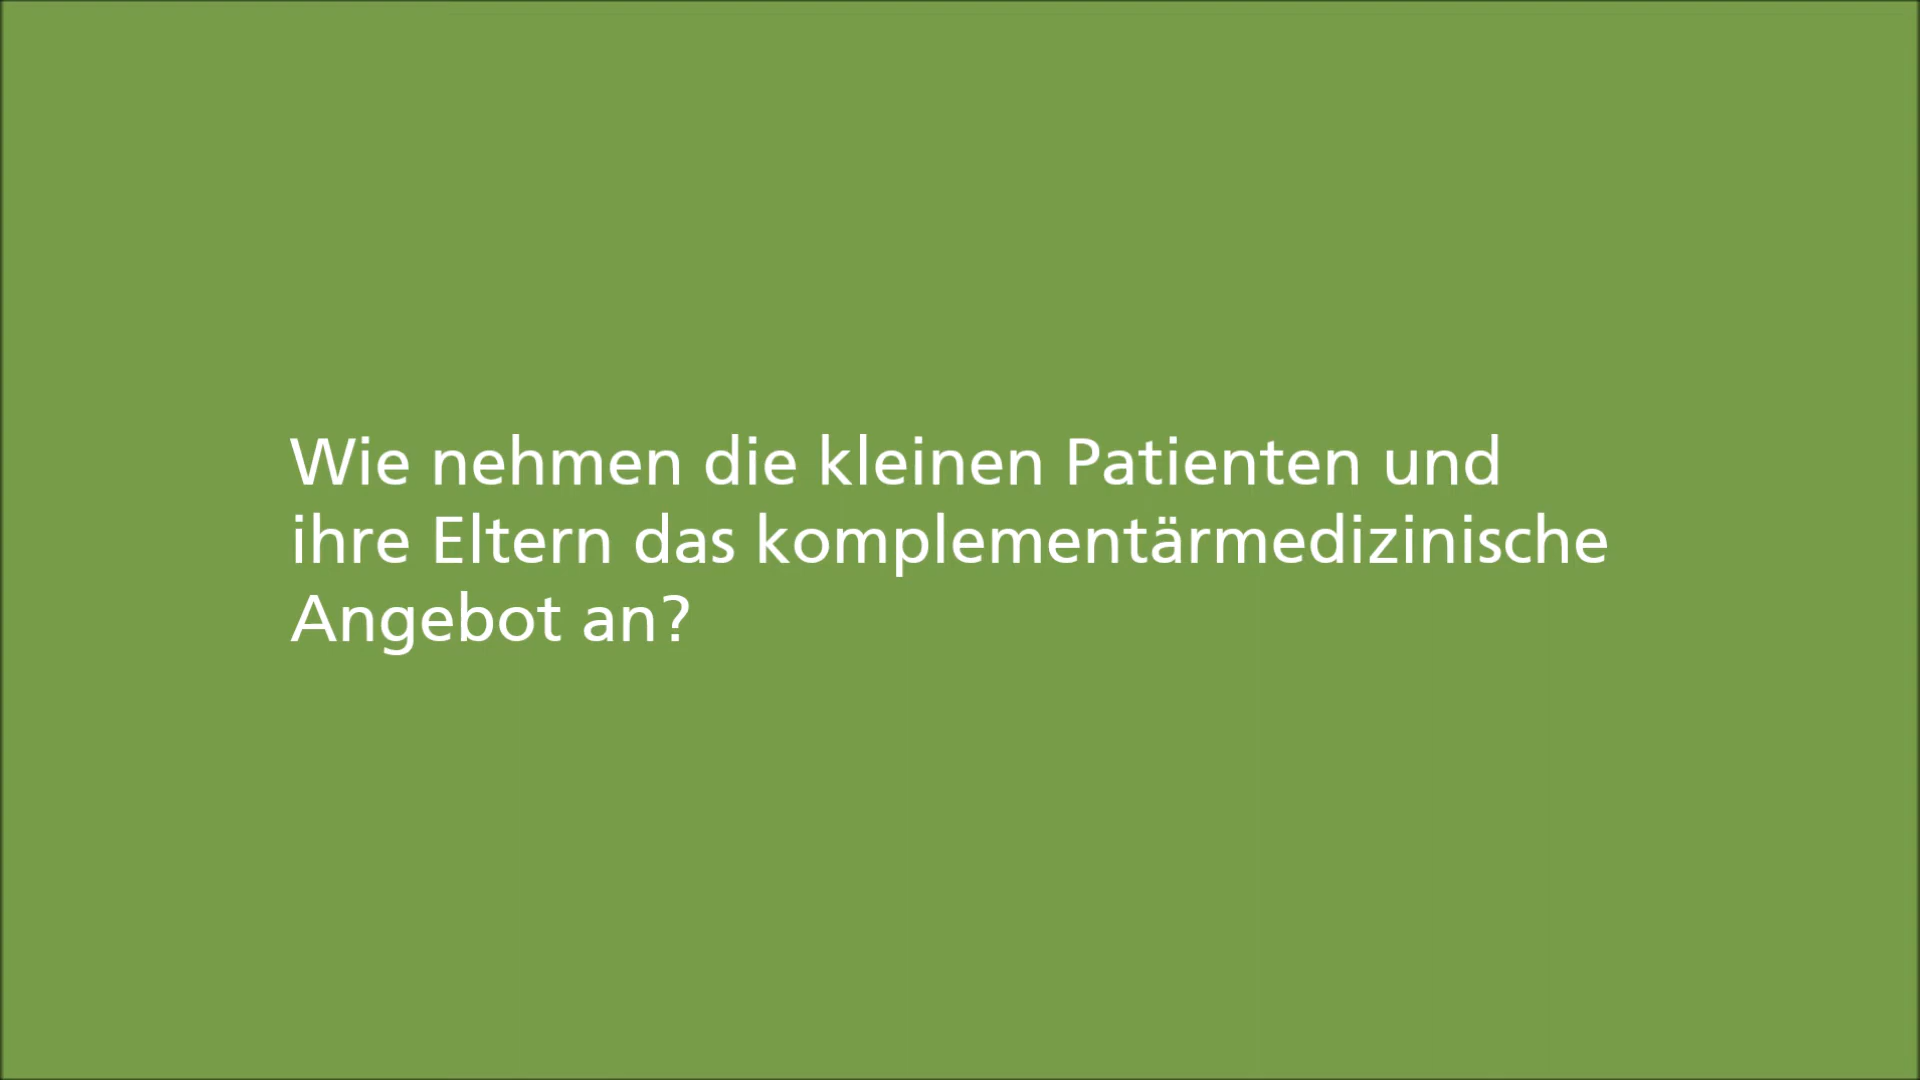 Wie nehmen die kleinen Patienten und
ihre Eltern das komplementärmedizinische
Angebot an?